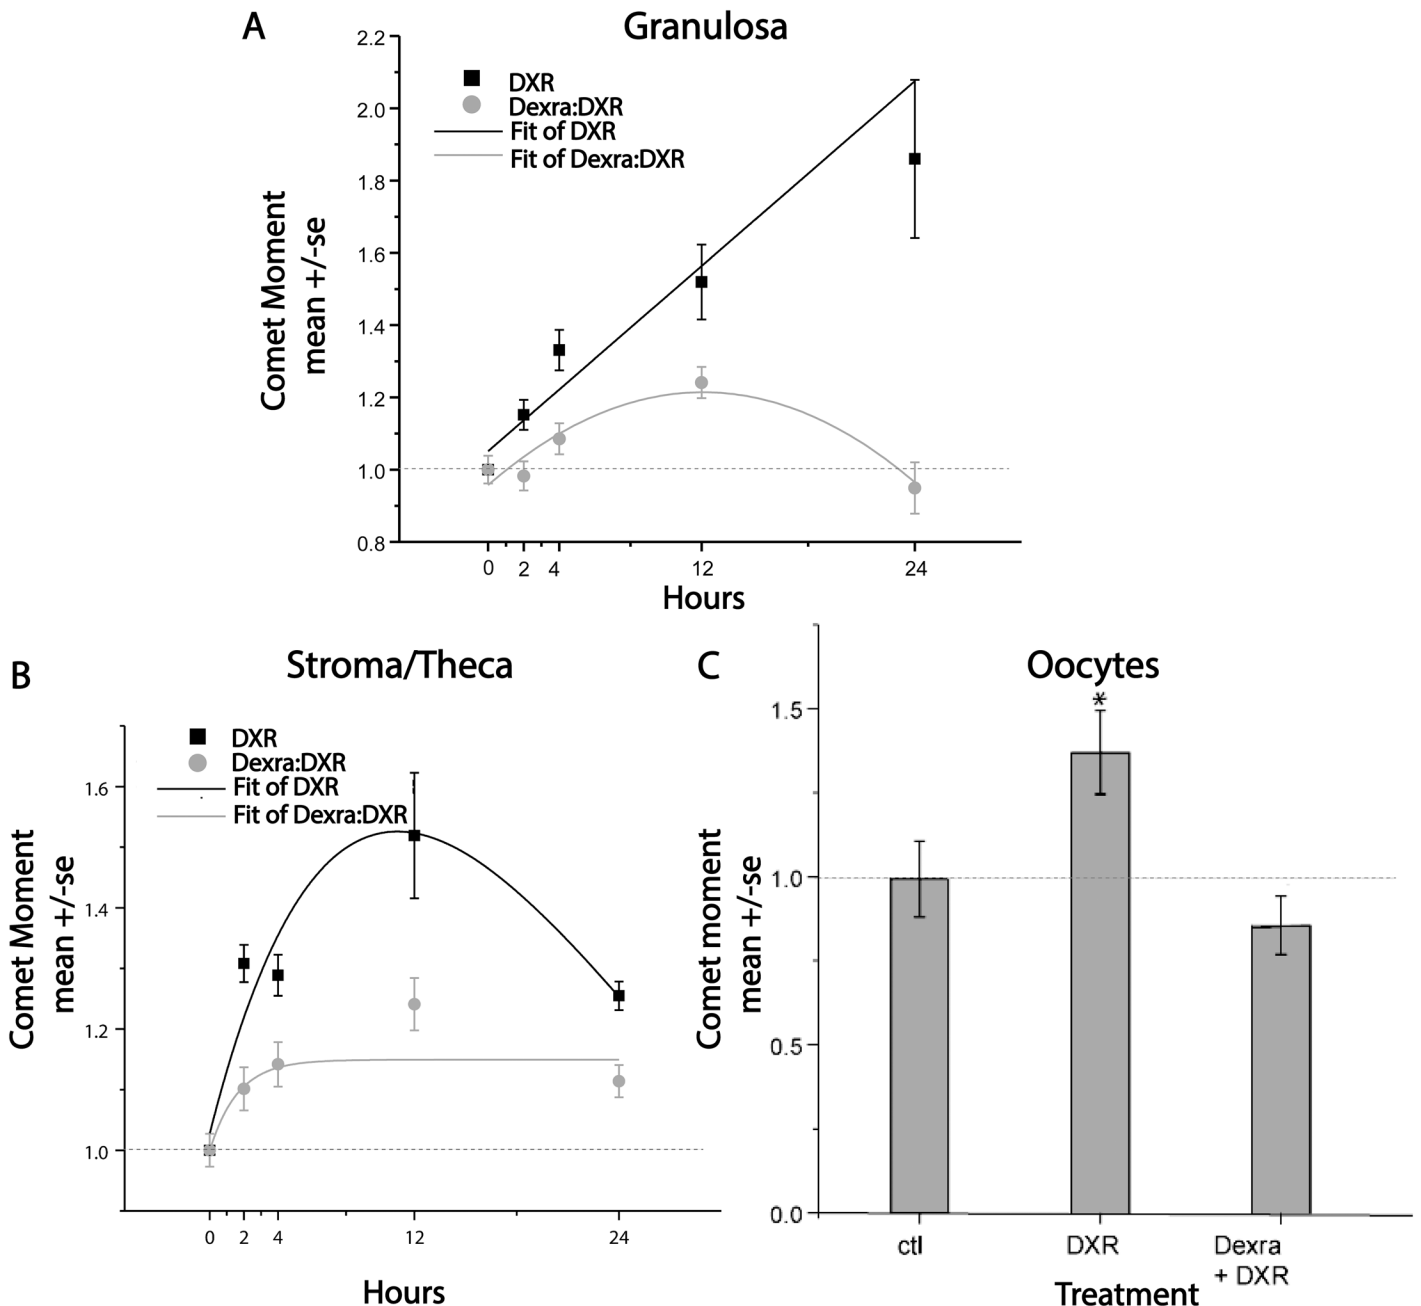 A
Granulosa
2.2
2.0
1.8
1.6
1.4
1.2
1.0
0.8
DXR
Dexra:DXR
Fit of DXR
Fit of Dexra:DXR
Comet Moment
mean +/-se
0 2 4 12 24
Hours
B
Stroma/Theca
1.6
1.4
1.2
1.0
DXR
Dexra:DXR
Fit of DXR
Fit of Dexra:DXR
Comet Moment
mean +/-se
0 2 4 12 24
Hours
C
Oocytes
*
1.5
1.0
0.5
0.0
Comet moment
mean +/-se
ctl DXR Dexra
+ DXR
Treatment